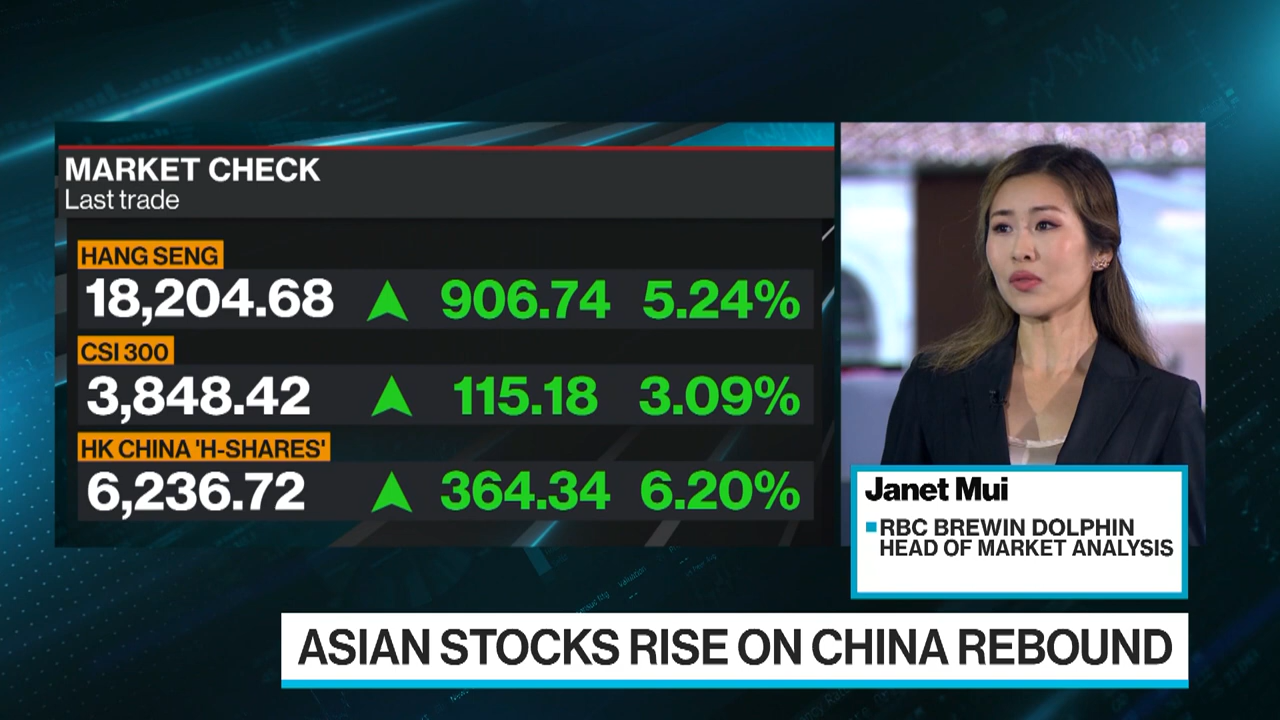 MARKET CHECK
Last trade
HANG SENG
18,204.68 ▲ 906.74 5.24%
CSI 300
3,848.42 ▲ 115.18 3.09%
HK CHINA 'H-SHARES'
6,236.72 ▲ 364.34 6.20%
Janet Mui
RBC BREWIN DOLPHIN
HEAD OF MARKET ANALYSIS
ASIAN STOCKS RISE ON CHINA REBOUND